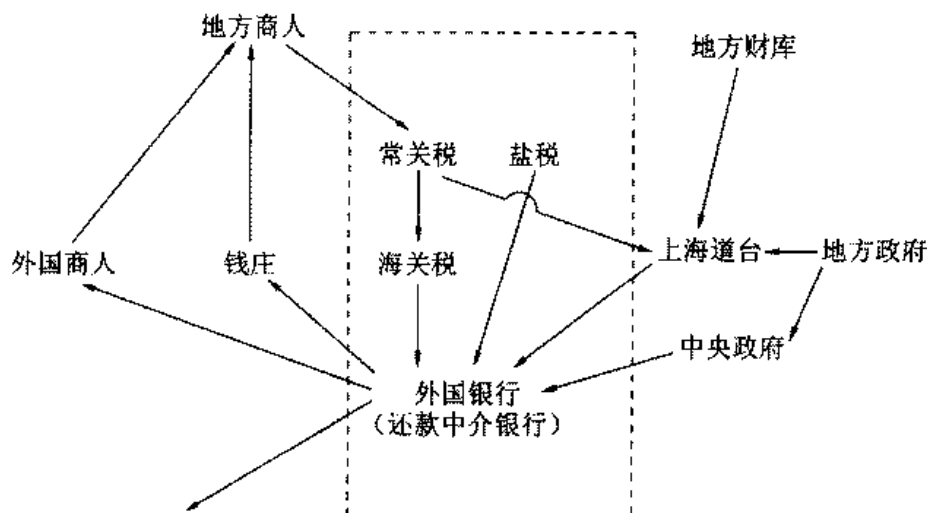 地方商人
地方财库
常关税
盐税
外国商人
钱庄
海关税
上海道台
地方政府
中央政府
外国银行
（还款中介银行）